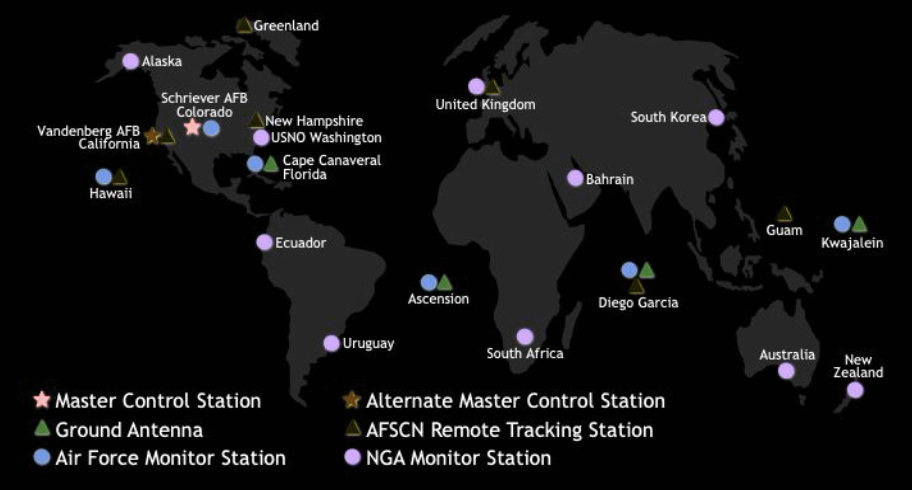 Greenland
Alaska
Schriever AFB
Colorado
United Kingdom
New Hampshire
South Korea
Vandenberg AFB
California
USNO Washington
Cape Canaveral
Florida
Bahrain
Hawaii
Guam
Ecuador
Kwajalein
Ascension
Diego Garcia
Uruguay
South Africa
Australia
New
Zealand
Master Control Station
Alternate Master Control Station
Ground Antenna
AFSCN Remote Tracking Station
Air Force Monitor Station
NGA Monitor Station